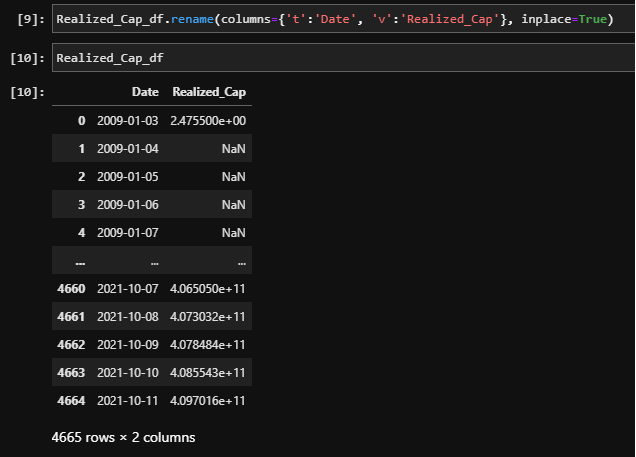 [9]: Realized_Cap_df.rename(columns={'t':'Date', 'v':'Realized_Cap'}, inplace=True)
[10]: Realized_Cap_df
[10]: Date Realized_Cap
0 2009-01-03 2.475500e+00
1 2009-01-04 NaN
2 2009-01-05 NaN
3 2009-01-06 NaN
4 2009-01-07 NaN
... ... ...
4660 2021-10-07 4.065050e+11
4661 2021-10-08 4.073032e+11
4662 2021-10-09 4.078484e+11
4663 2021-10-10 4.085543e+11
4664 2021-10-11 4.097016e+11
4665 rows × 2 columns